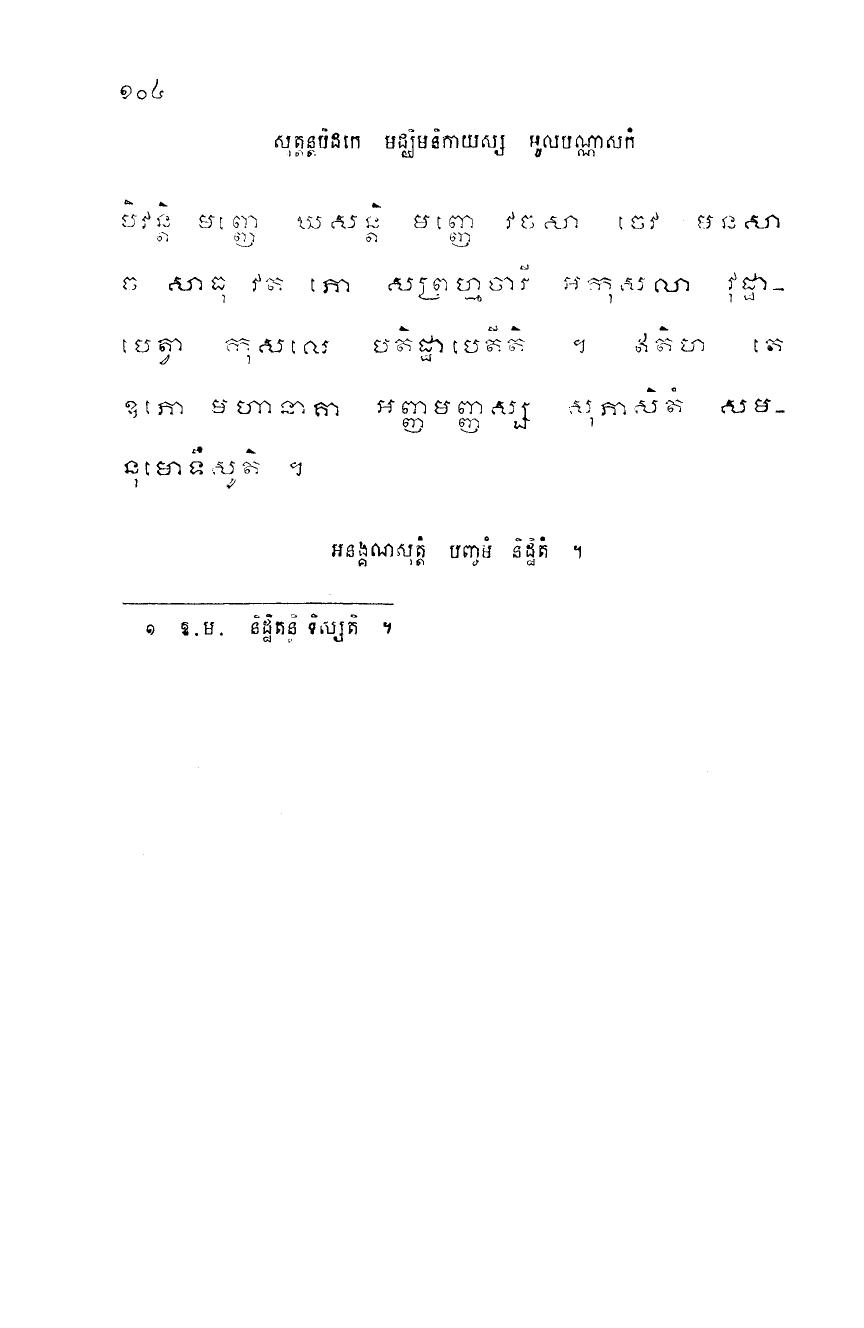 ១០៤
សុត្តន្តបិដកេ មជ្ឈិមនិកាយស្ស មូលបណ្ណាសកំ
បិវន្តិ មញ្ញេ ឃសន្តិ មញ្ញេ វចសា ចេវ មនសា
ច សាធុ វត ភោ សព្រហ្មចារី អកុសលា វុដ្ឋា-
បេត្វា កុសលេ បតិដ្ឋាបេតីតិ ។ ឥតិហ តេ
ឧភោ មហានាគា អញ្ញមញ្ញស្ស សុភាសិតំ សម-
នុមោទឹសូតិ ។
អនង្គណសុត្តំ បញ្ចមំ និដ្ឋិតំ ។
១ ឱ.ម. និដ្ឋិតន្តិ ទិស្សតិ ។